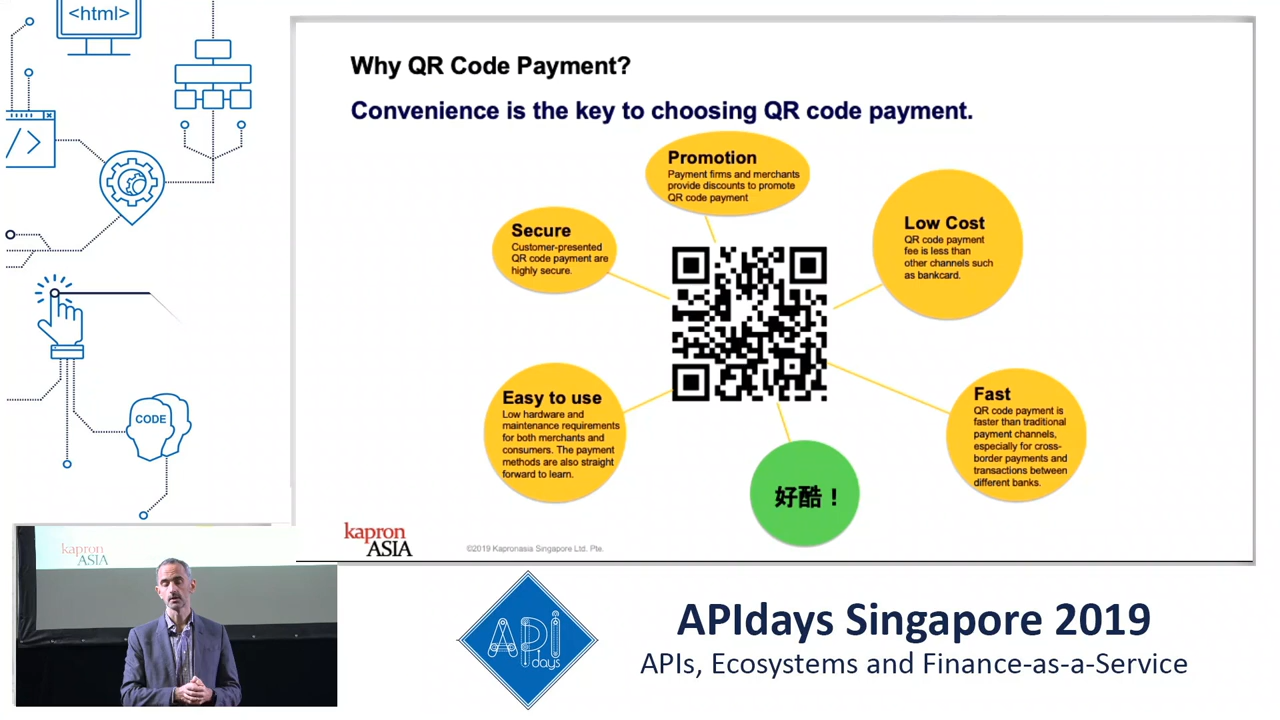 <html>
</>
CODE
Why QR Code Payment?
Convenience is the key to choosing QR code payment.
Promotion
Payment firms and merchants
provide discounts to promote
QR code payment
Secure
Customer-presented
QR code payment are
highly secure.
Low Cost
QR code payment
fee is less than
other channels such
as bankcard.
Easy to use
Low hardware and
maintenance requirements
for both merchants and
consumers. The payment
methods are also straight
forward to learn.
Fast
QR code payment is
faster than traditional
payment channels,
especially for cross-
border payments and
transactions between
different banks.
好酷！
kapron
ASIA
©2019 Kapronasia Singapore Ltd. Pte.
kapron
ASIA
API
days
APIdays Singapore 2019
APIs, Ecosystems and Finance-as-a-Service